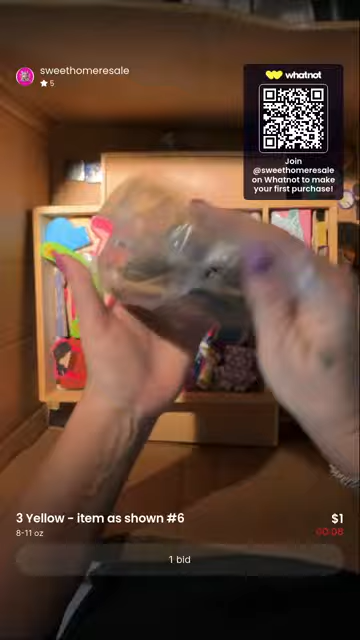 sweethomeresale
★ 5
whatnot
Join
@sweethomeresale
on Whatnot to make
your first purchase!
3 Yellow - item as shown #6
$1
8-11 oz
00:08
1 bid